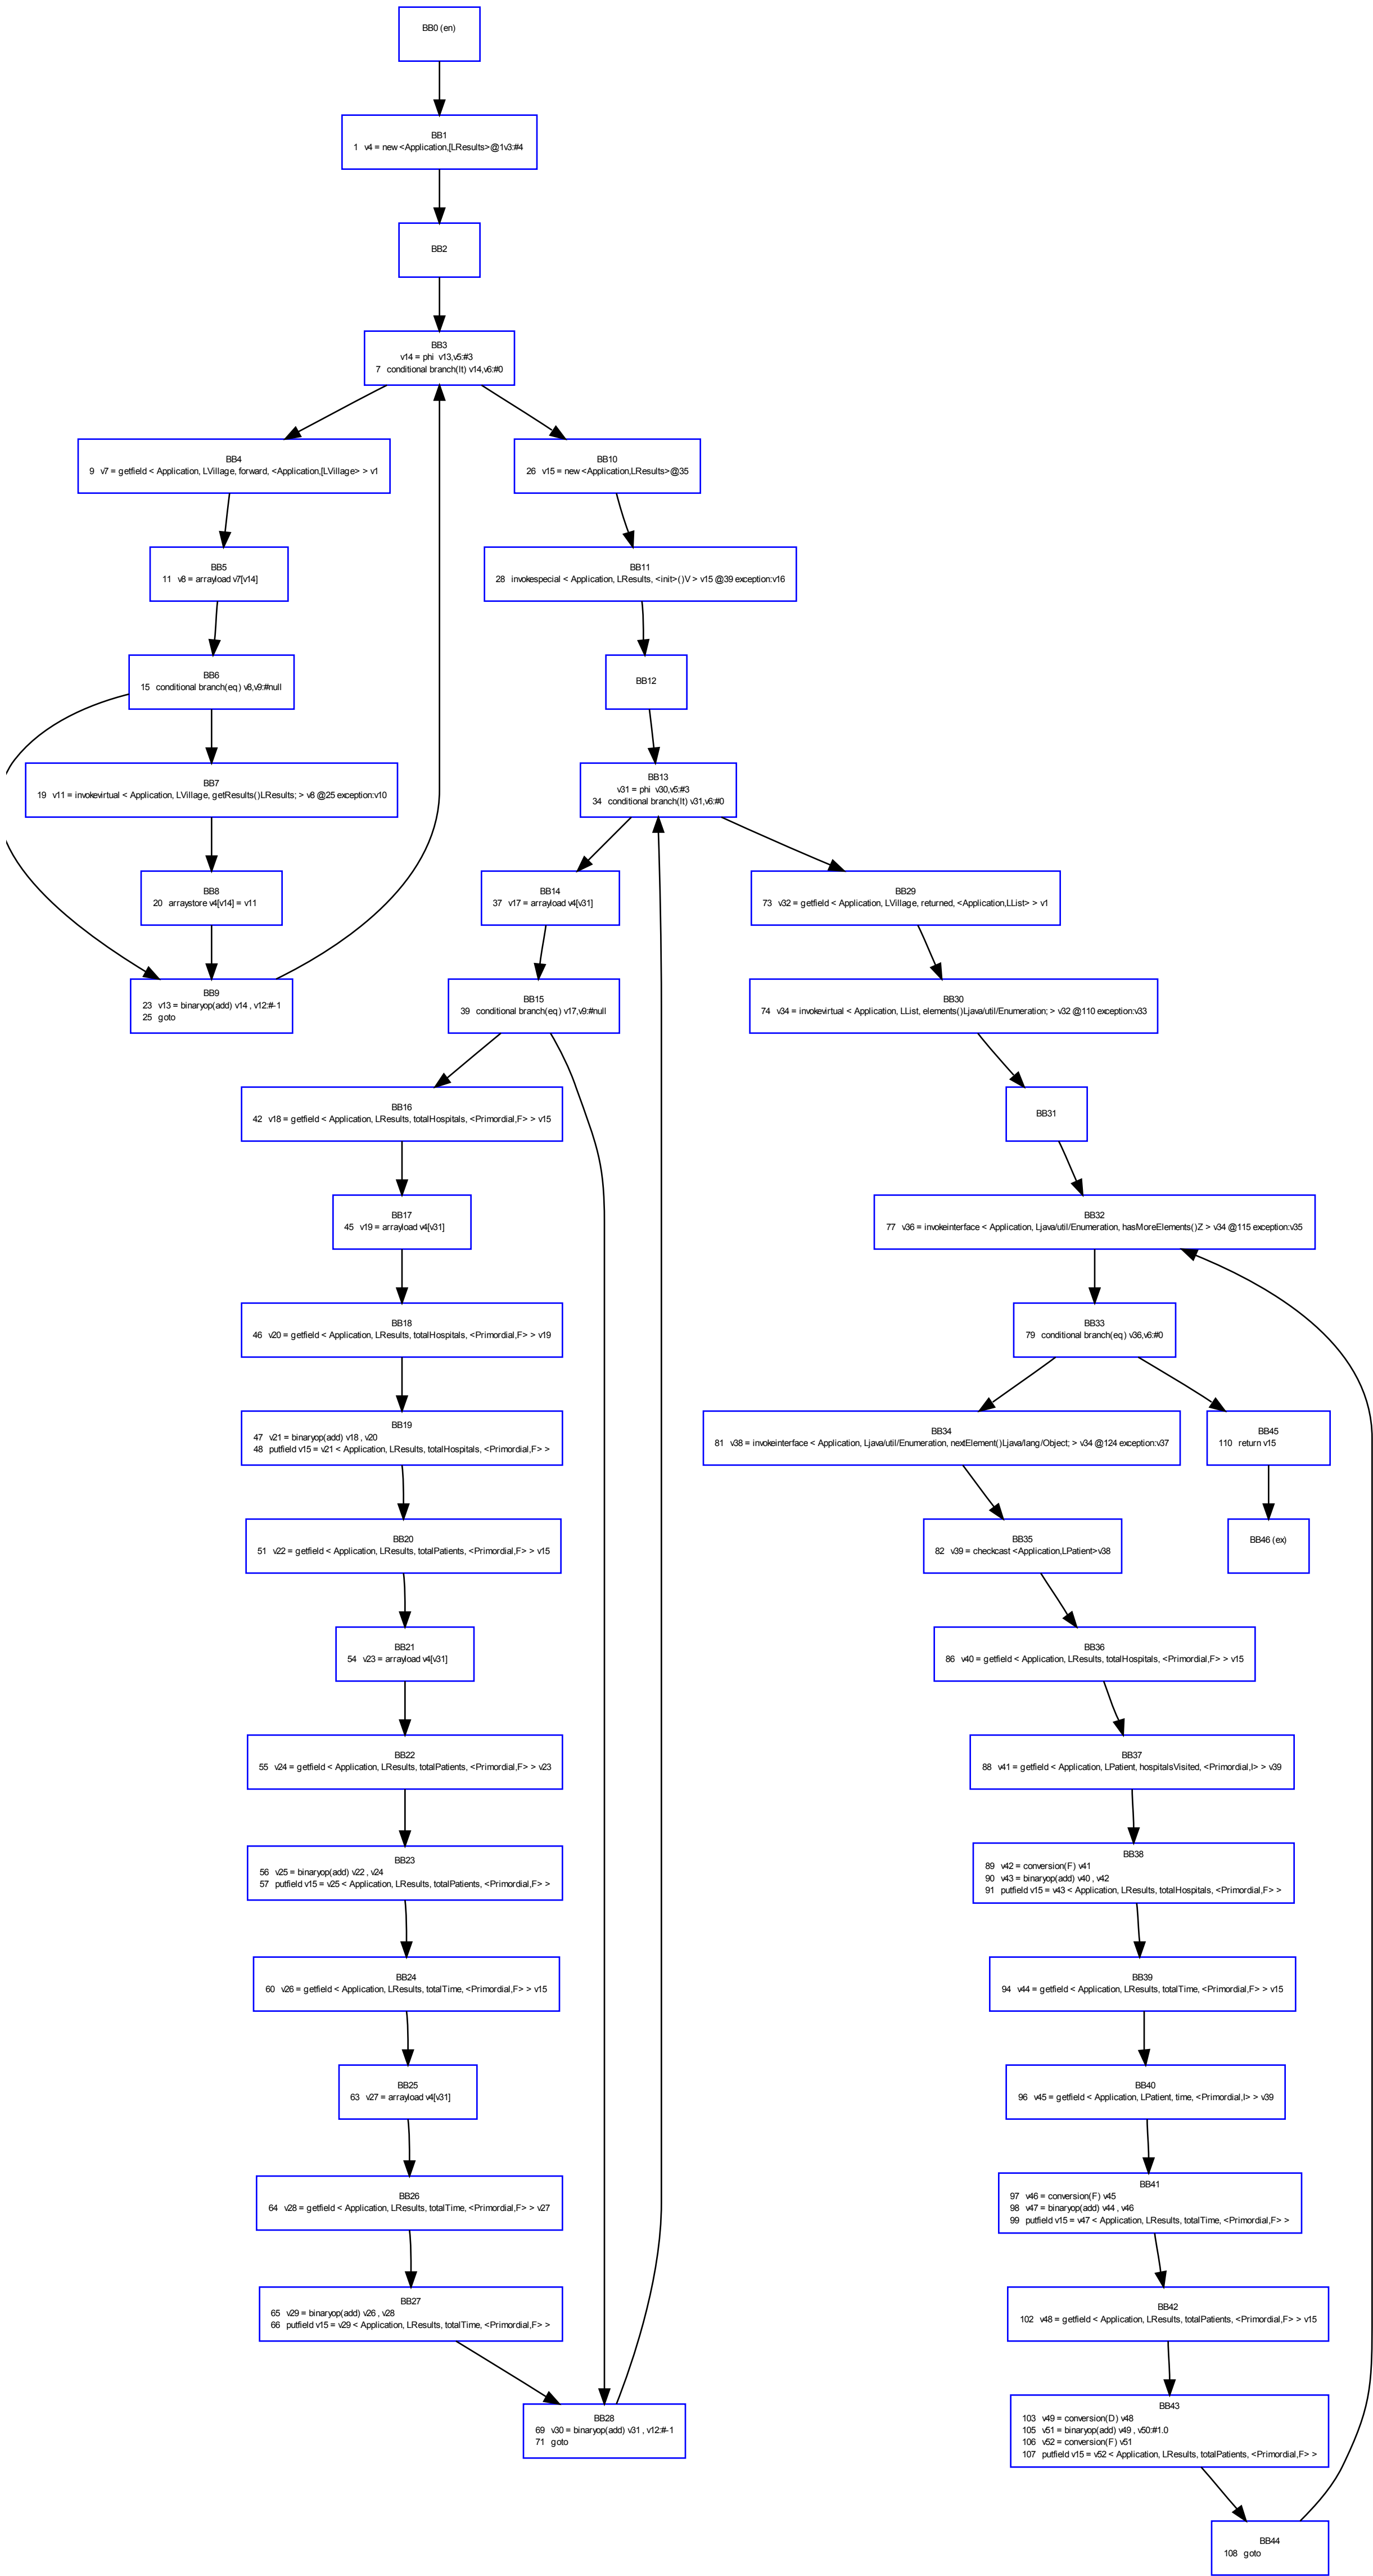 BB0 (en)
BB1
1 v4 = new <Application,[LResults>@1v3:#4
BB2
BB3
v14 = phi v13,v5:#3
7 conditional branch(lt) v14,v6:#0
BB4
9 v7 = getfield < Application, LVillage, forward, <Application,[LVillage> > v1
BB10
26 v15 = new <Application,LResults>@35
BB5
11 v8 = arrayload v7[v14]
BB11
28 invokespecial < Application, LResults, <init>()V > v15 @39 exception:v16
BB6
15 conditional branch(eq) v8,v9:#null
BB12
BB7
19 v11 = invokevirtual < Application, LVillage, getResults()LResults; > v8 @25 exception:v10
BB13
v31 = phi v30,v5:#3
34 conditional branch(lt) v31,v6:#0
BB8
20 arraystore v4[v14] = v11
BB14
37 v17 = arrayload v4[v31]
BB29
73 v32 = getfield < Application, LVillage, returned, <Application,LList> > v1
BB9
23 v13 = binaryop(add) v14 , v12:#-1
25 goto
BB15
39 conditional branch(eq) v17,v9:#null
BB30
74 v34 = invokevirtual < Application, LList, elements()Ljava/util/Enumeration; > v32 @110 exception:v33
BB16
42 v18 = getfield < Application, LResults, totalHospitals, <Primordial,F> > v15
BB31
BB17
45 v19 = arrayload v4[v31]
BB32
77 v36 = invokeinterface < Application, Ljava/util/Enumeration, hasMoreElements()Z > v34 @115 exception:v35
BB18
46 v20 = getfield < Application, LResults, totalHospitals, <Primordial,F> > v19
BB33
79 conditional branch(eq) v36,v6:#0
BB19
47 v21 = binaryop(add) v18 , v20
48 putfield v15 = v21 < Application, LResults, totalHospitals, <Primordial,F> >
BB34
81 v38 = invokeinterface < Application, Ljava/util/Enumeration, nextElement()Ljava/lang/Object; > v34 @124 exception:v37
BB45
110 return v15
BB20
51 v22 = getfield < Application, LResults, totalPatients, <Primordial,F> > v15
BB35
82 v39 = checkcast <Application,LPatient>v38
BB46 (ex)
BB21
54 v23 = arrayload v4[v31]
BB36
86 v40 = getfield < Application, LResults, totalHospitals, <Primordial,F> > v15
BB22
55 v24 = getfield < Application, LResults, totalPatients, <Primordial,F> > v23
BB37
88 v41 = getfield < Application, LPatient, hospitalsVisited, <Primordial,I> > v39
BB23
56 v25 = binaryop(add) v22 , v24
57 putfield v15 = v25 < Application, LResults, totalPatients, <Primordial,F> >
BB38
89 v42 = conversion(F) v41
90 v43 = binaryop(add) v40 , v42
91 putfield v15 = v43 < Application, LResults, totalHospitals, <Primordial,F> >
BB24
60 v26 = getfield < Application, LResults, totalTime, <Primordial,F> > v15
BB39
94 v44 = getfield < Application, LResults, totalTime, <Primordial,F> > v15
BB25
63 v27 = arrayload v4[v31]
BB40
96 v45 = getfield < Application, LPatient, time, <Primordial,I> > v39
BB26
64 v28 = getfield < Application, LResults, totalTime, <Primordial,F> > v27
BB41
97 v46 = conversion(F) v45
98 v47 = binaryop(add) v44 , v46
99 putfield v15 = v47 < Application, LResults, totalTime, <Primordial,F> >
BB27
65 v29 = binaryop(add) v26 , v28
66 putfield v15 = v29 < Application, LResults, totalTime, <Primordial,F> >
BB42
102 v48 = getfield < Application, LResults, totalPatients, <Primordial,F> > v15
BB28
69 v30 = binaryop(add) v31 , v12:#-1
71 goto
BB43
103 v49 = conversion(D) v48
105 v51 = binaryop(add) v49 , v50:#1.0
106 v52 = conversion(F) v51
107 putfield v15 = v52 < Application, LResults, totalPatients, <Primordial,F> >
BB44
108 goto